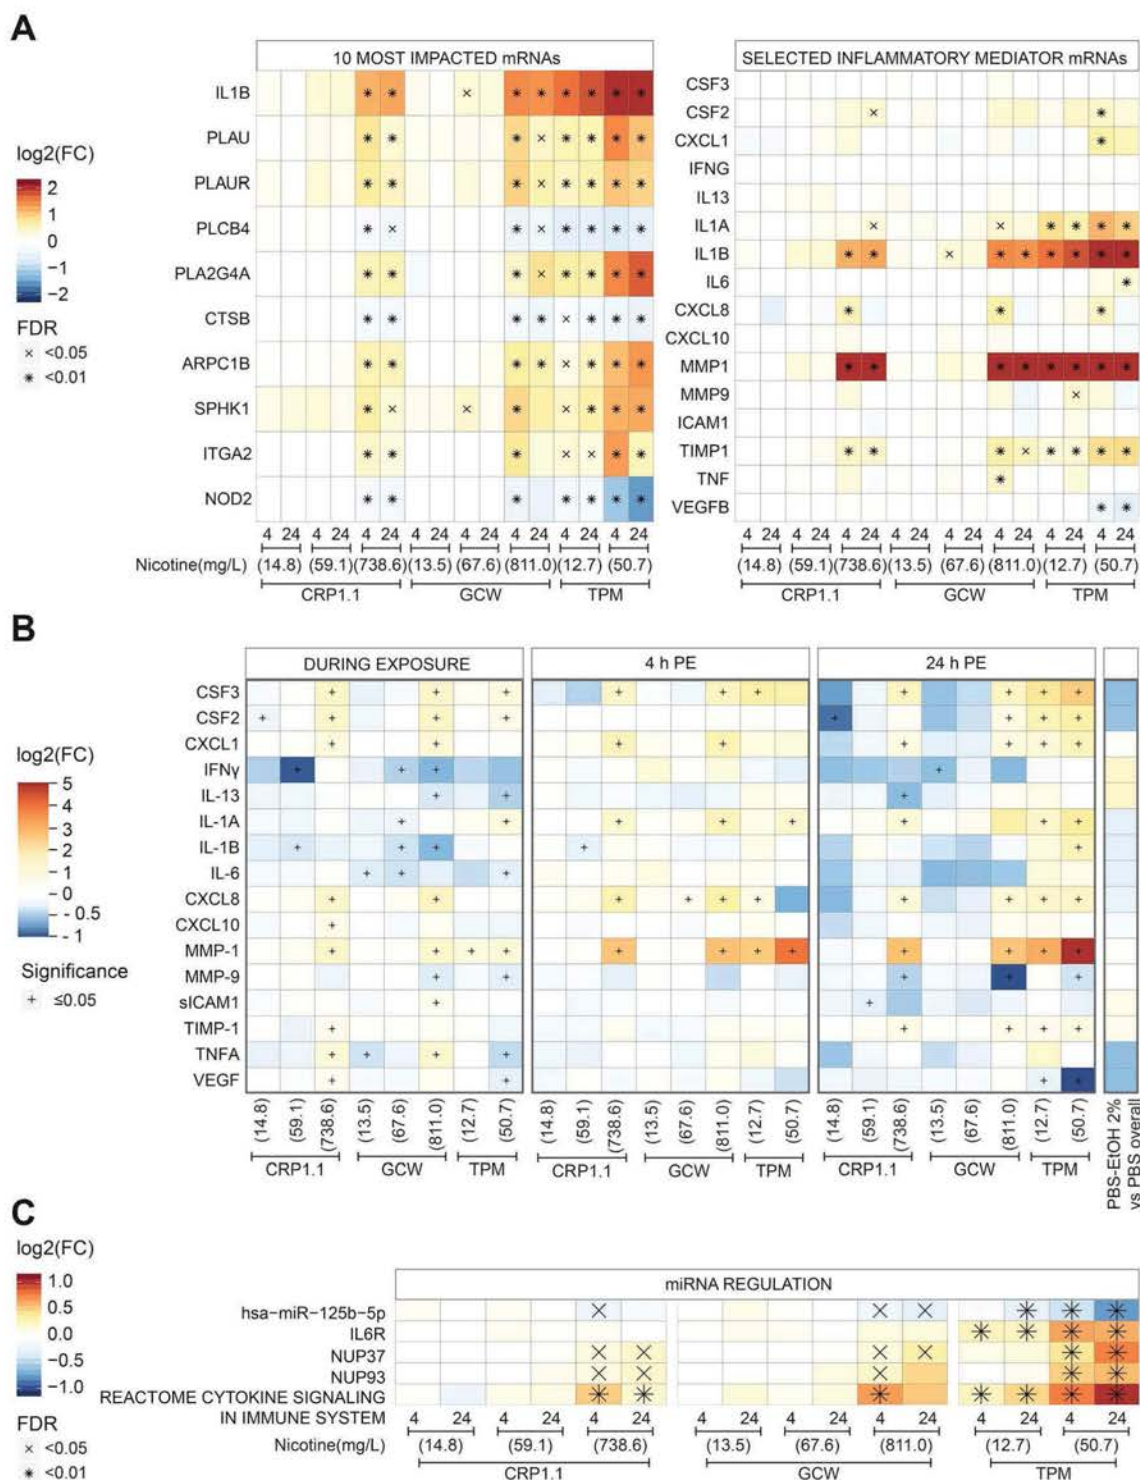 A
10 MOST IMPACTED mRNAs
log2(FC)
2
1
0
−1
−2
FDR
× <0.05
* <0.01
IL1B
PLAU
PLAUR
PLCB4
PLA2G4A
CTSB
ARPC1B
SPHK1
ITGA2
NOD2
4 24 4 24 4 24 4 24 4 24 4 24 4 24 4 24
Nicotine(mg/L) (14.8) (59.1) (738.6) (13.5) (67.6) (811.0) (12.7) (50.7)
CRP1.1 GCW TPM
SELECTED INFLAMMATORY MEDIATOR mRNAs
CSF3
CSF2
CXCL1
IFNG
IL13
IL1A
IL1B
IL6
CXCL8
CXCL10
MMP1
MMP9
ICAM1
TIMP1
TNF
VEGFB
4 24 4 24 4 24 4 24 4 24 4 24 4 24 4 24
(14.8) (59.1) (738.6) (13.5) (67.6) (811.0) (12.7) (50.7)
CRP1.1 GCW TPM
B
DURING EXPOSURE 4 h PE 24 h PE
log2(FC)
5
4
3
2
1
0
- 0.5
- 1
Significance
+ ≤0.05
CSF3
CSF2
CXCL1
IFNγ
IL-13
IL-1A
IL-1B
IL-6
CXCL8
CXCL10
MMP-1
MMP-9
sICAM1
TIMP-1
TNFA
VEGF
(14.8) (59.1) (738.6) (13.5) (67.6) (811.0) (12.7) (50.7) (14.8) (59.1) (738.6) (13.5) (67.6) (811.0) (12.7) (50.7) (14.8) (59.1) (738.6) (13.5) (67.6) (811.0) (12.7) (50.7)
CRP1.1 GCW TPM CRP1.1 GCW TPM CRP1.1 GCW TPM
PBS-EtOH 2%
vs PBS overall
C
log2(FC)
1.0
0.5
0.0
−0.5
−1.0
FDR
× <0.05
* <0.01
miRNA REGULATION
hsa−miR−125b−5p
IL6R
NUP37
NUP93
REACTOME CYTOKINE SIGNALING
IN IMMUNE SYSTEM
4 24 4 24 4 24 4 24 4 24 4 24 4 24 4 24
Nicotine(mg/L) (14.8) (59.1) (738.6) (13.5) (67.6) (811.0) (12.7) (50.7)
CRP1.1 GCW TPM